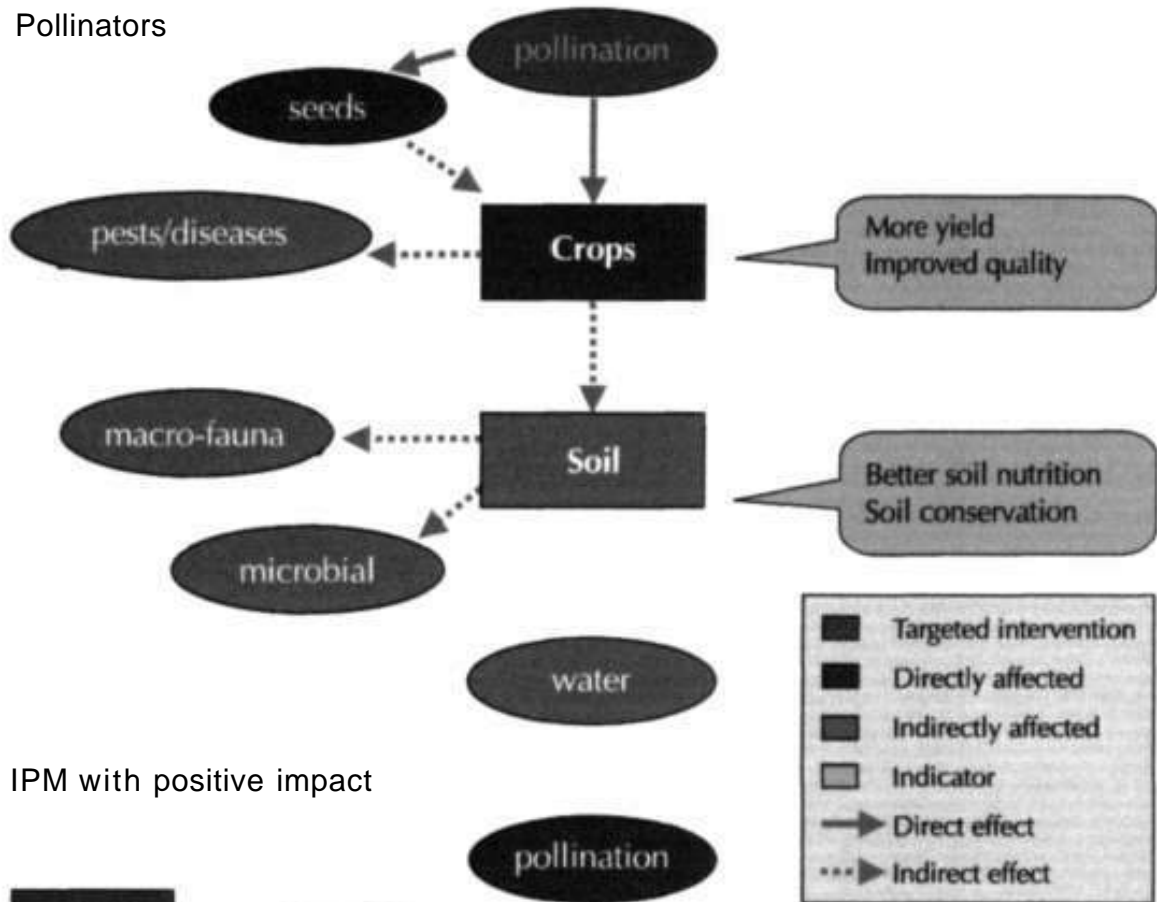 Pollinators
pollination
seeds
pests/diseases
Crops
More yield
Improved quality
macro-fauna
Soil
Better soil nutrition
Soil conservation
microbial
water
Targeted intervention
Directly affected
Indirectly affected
Indicator
Direct effect
Indirect effect
IPM with positive impact
pollination